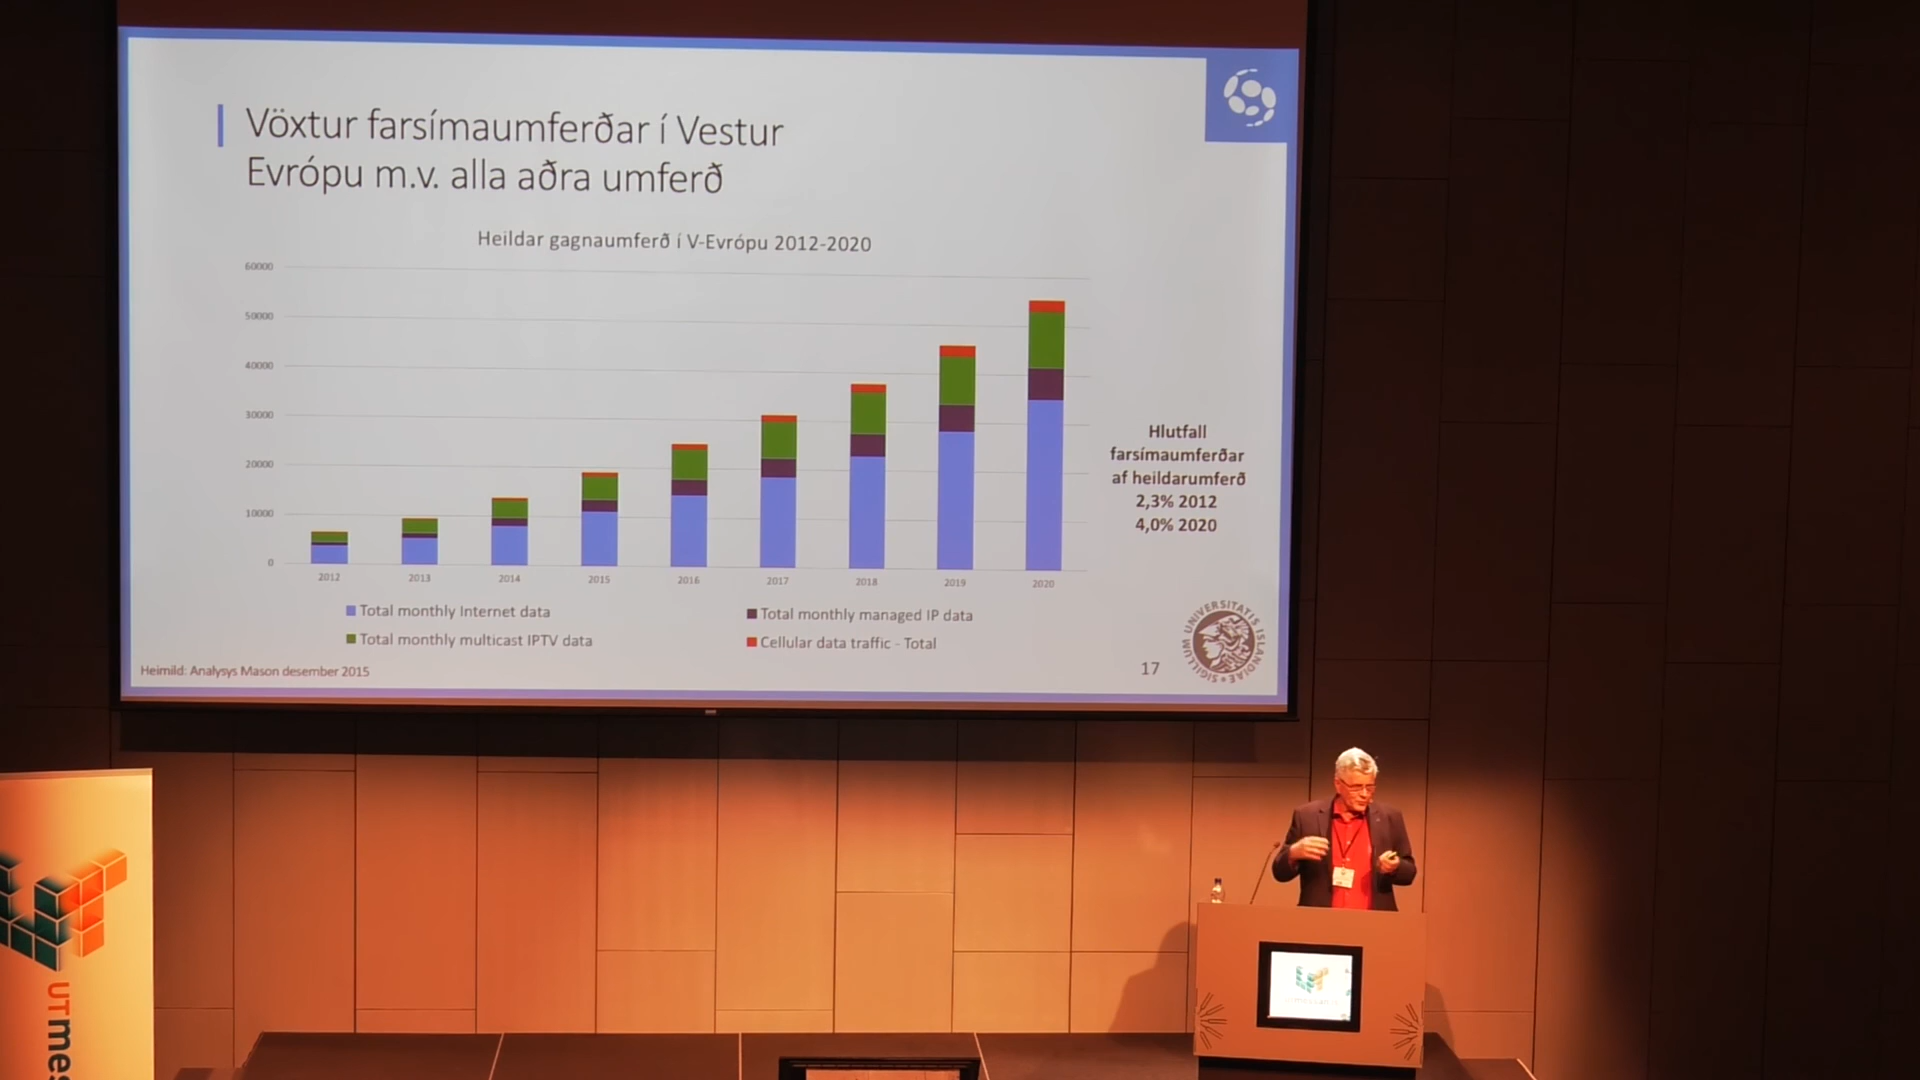 Vöxtur farsímaumferðar í Vestur
Evrópu m.v. alla aðra umferð
Heildar gagnaumferð í V-Evrópu 2012-2020
60000
50000
40000
30000
20000
10000
0
2012 2013 2014 2015 2016 2017 2018 2019 2020
Total monthly Internet data
Total monthly managed IP data
Total monthly multicast IPTV data
Cellular data traffic - Total
Hlutfall
farsímaumferðar
af heildarumferð
2,3% 2012
4,0% 2020
Heimild: Analysys Mason desember 2015
17
SIGILLUM UNIVERSITATIS ISLANDIAE
UTmes